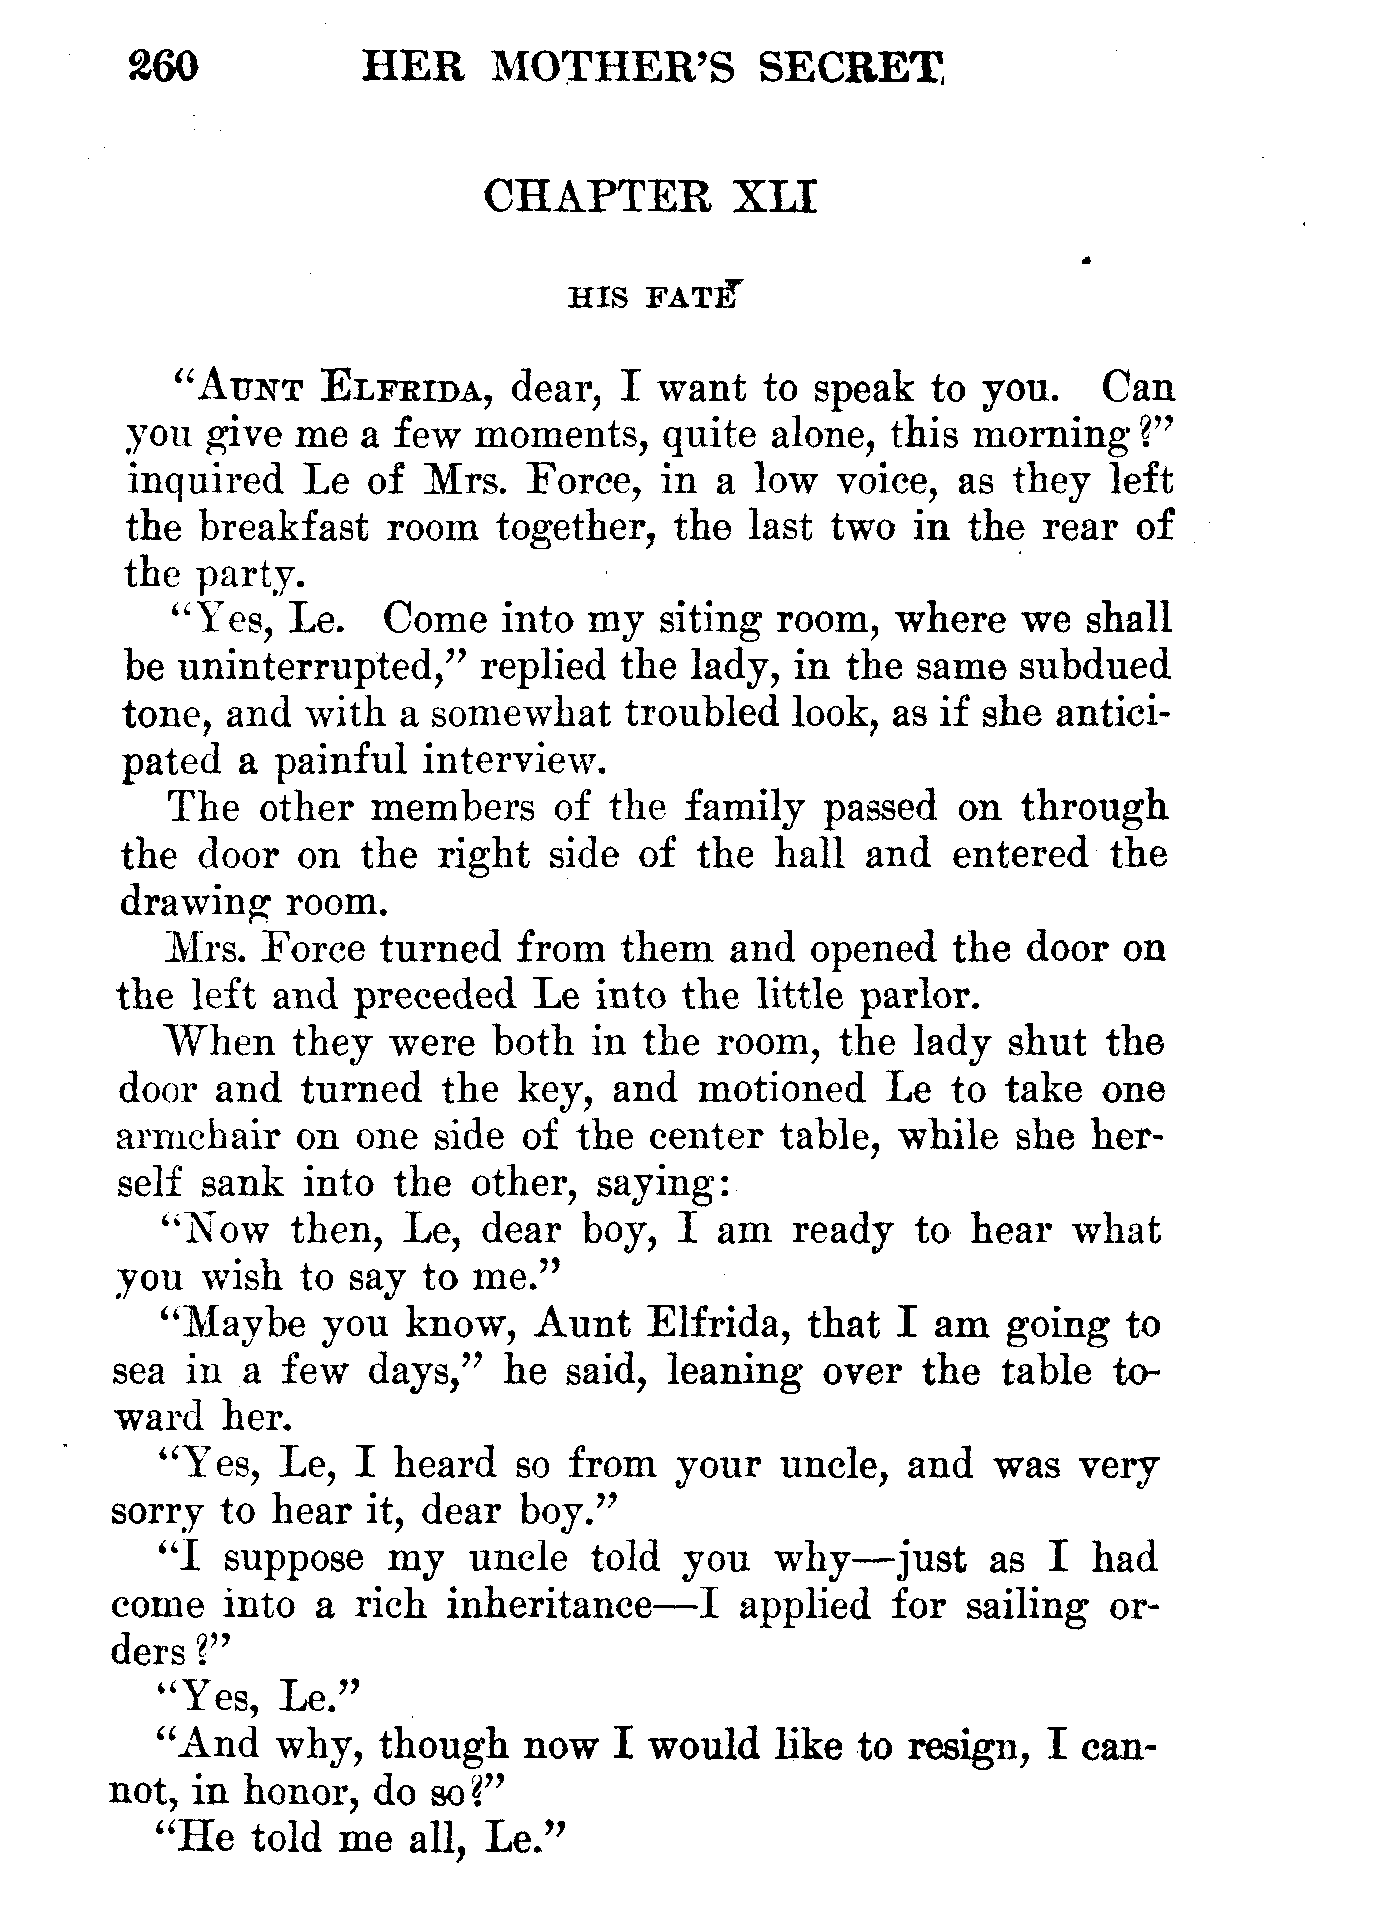 260 HER MOTHER'S SECRET
CHAPTER XLI
HIS FATE
“AUNT ELFRIDA, dear, I want to speak to you. Can
you give me a few moments, quite alone, this morning?”
inquired Le of Mrs. Force, in a low voice, as they left
the breakfast room together, the last two in the rear of
the party.
“Yes, Le. Come into my siting room, where we shall
be uninterrupted,” replied the lady, in the same subdued
tone, and with a somewhat troubled look, as if she antici-
pated a painful interview.
The other members of the family passed on through
the door on the right side of the hall and entered the
drawing room.
Mrs. Force turned from them and opened the door on
the left and preceded Le into the little parlor.
When they were both in the room, the lady shut the
door and turned the key, and motioned Le to take one
armchair on one side of the center table, while she her-
self sank into the other, saying:
“Now then, Le, dear boy, I am ready to hear what
you wish to say to me.”
“Maybe you know, Aunt Elfrida, that I am going to
sea in a few days,” he said, leaning over the table to-
ward her.
“Yes, Le, I heard so from your uncle, and was very
sorry to hear it, dear boy.”
“I suppose my uncle told you why—just as I had
come into a rich inheritance—I applied for sailing or-
ders?”
“Yes, Le.”
“And why, though now I would like to resign, I can-
not, in honor, do so?”
“He told me all, Le.”